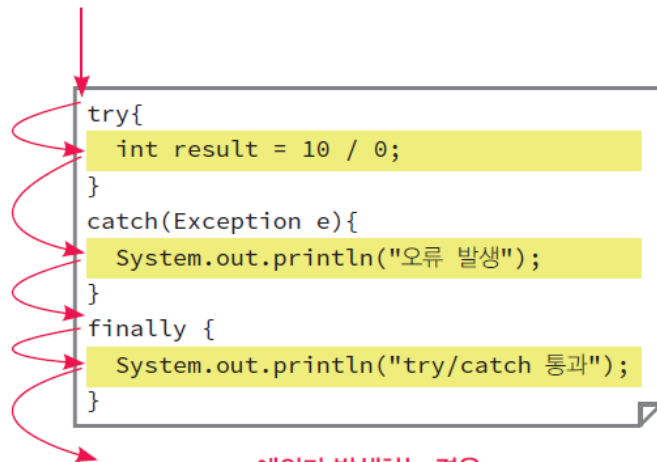 try{
int result = 10 / 0;
}
catch(Exception e){
System.out.println("오류 발생");
}
finally {
System.out.println("try/catch 통과");
}